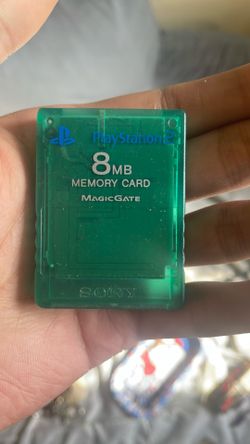 PlayStation 2
8MB
MEMORY CARD
MAGICGATE
SONY